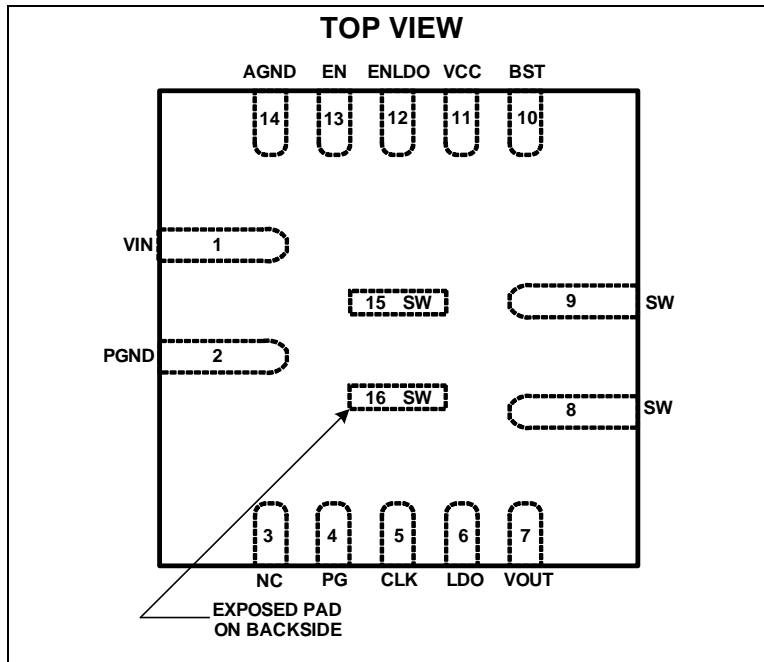 TOP VIEW
AGND EN ENLDO VCC BST
14 13 12 11 10
VIN 1
15 SW 9 SW
PGND 2
16 SW 8 SW
3 4 5 6 7
NC PG CLK LDO VOUT
EXPOSED PAD
ON BACKSIDE